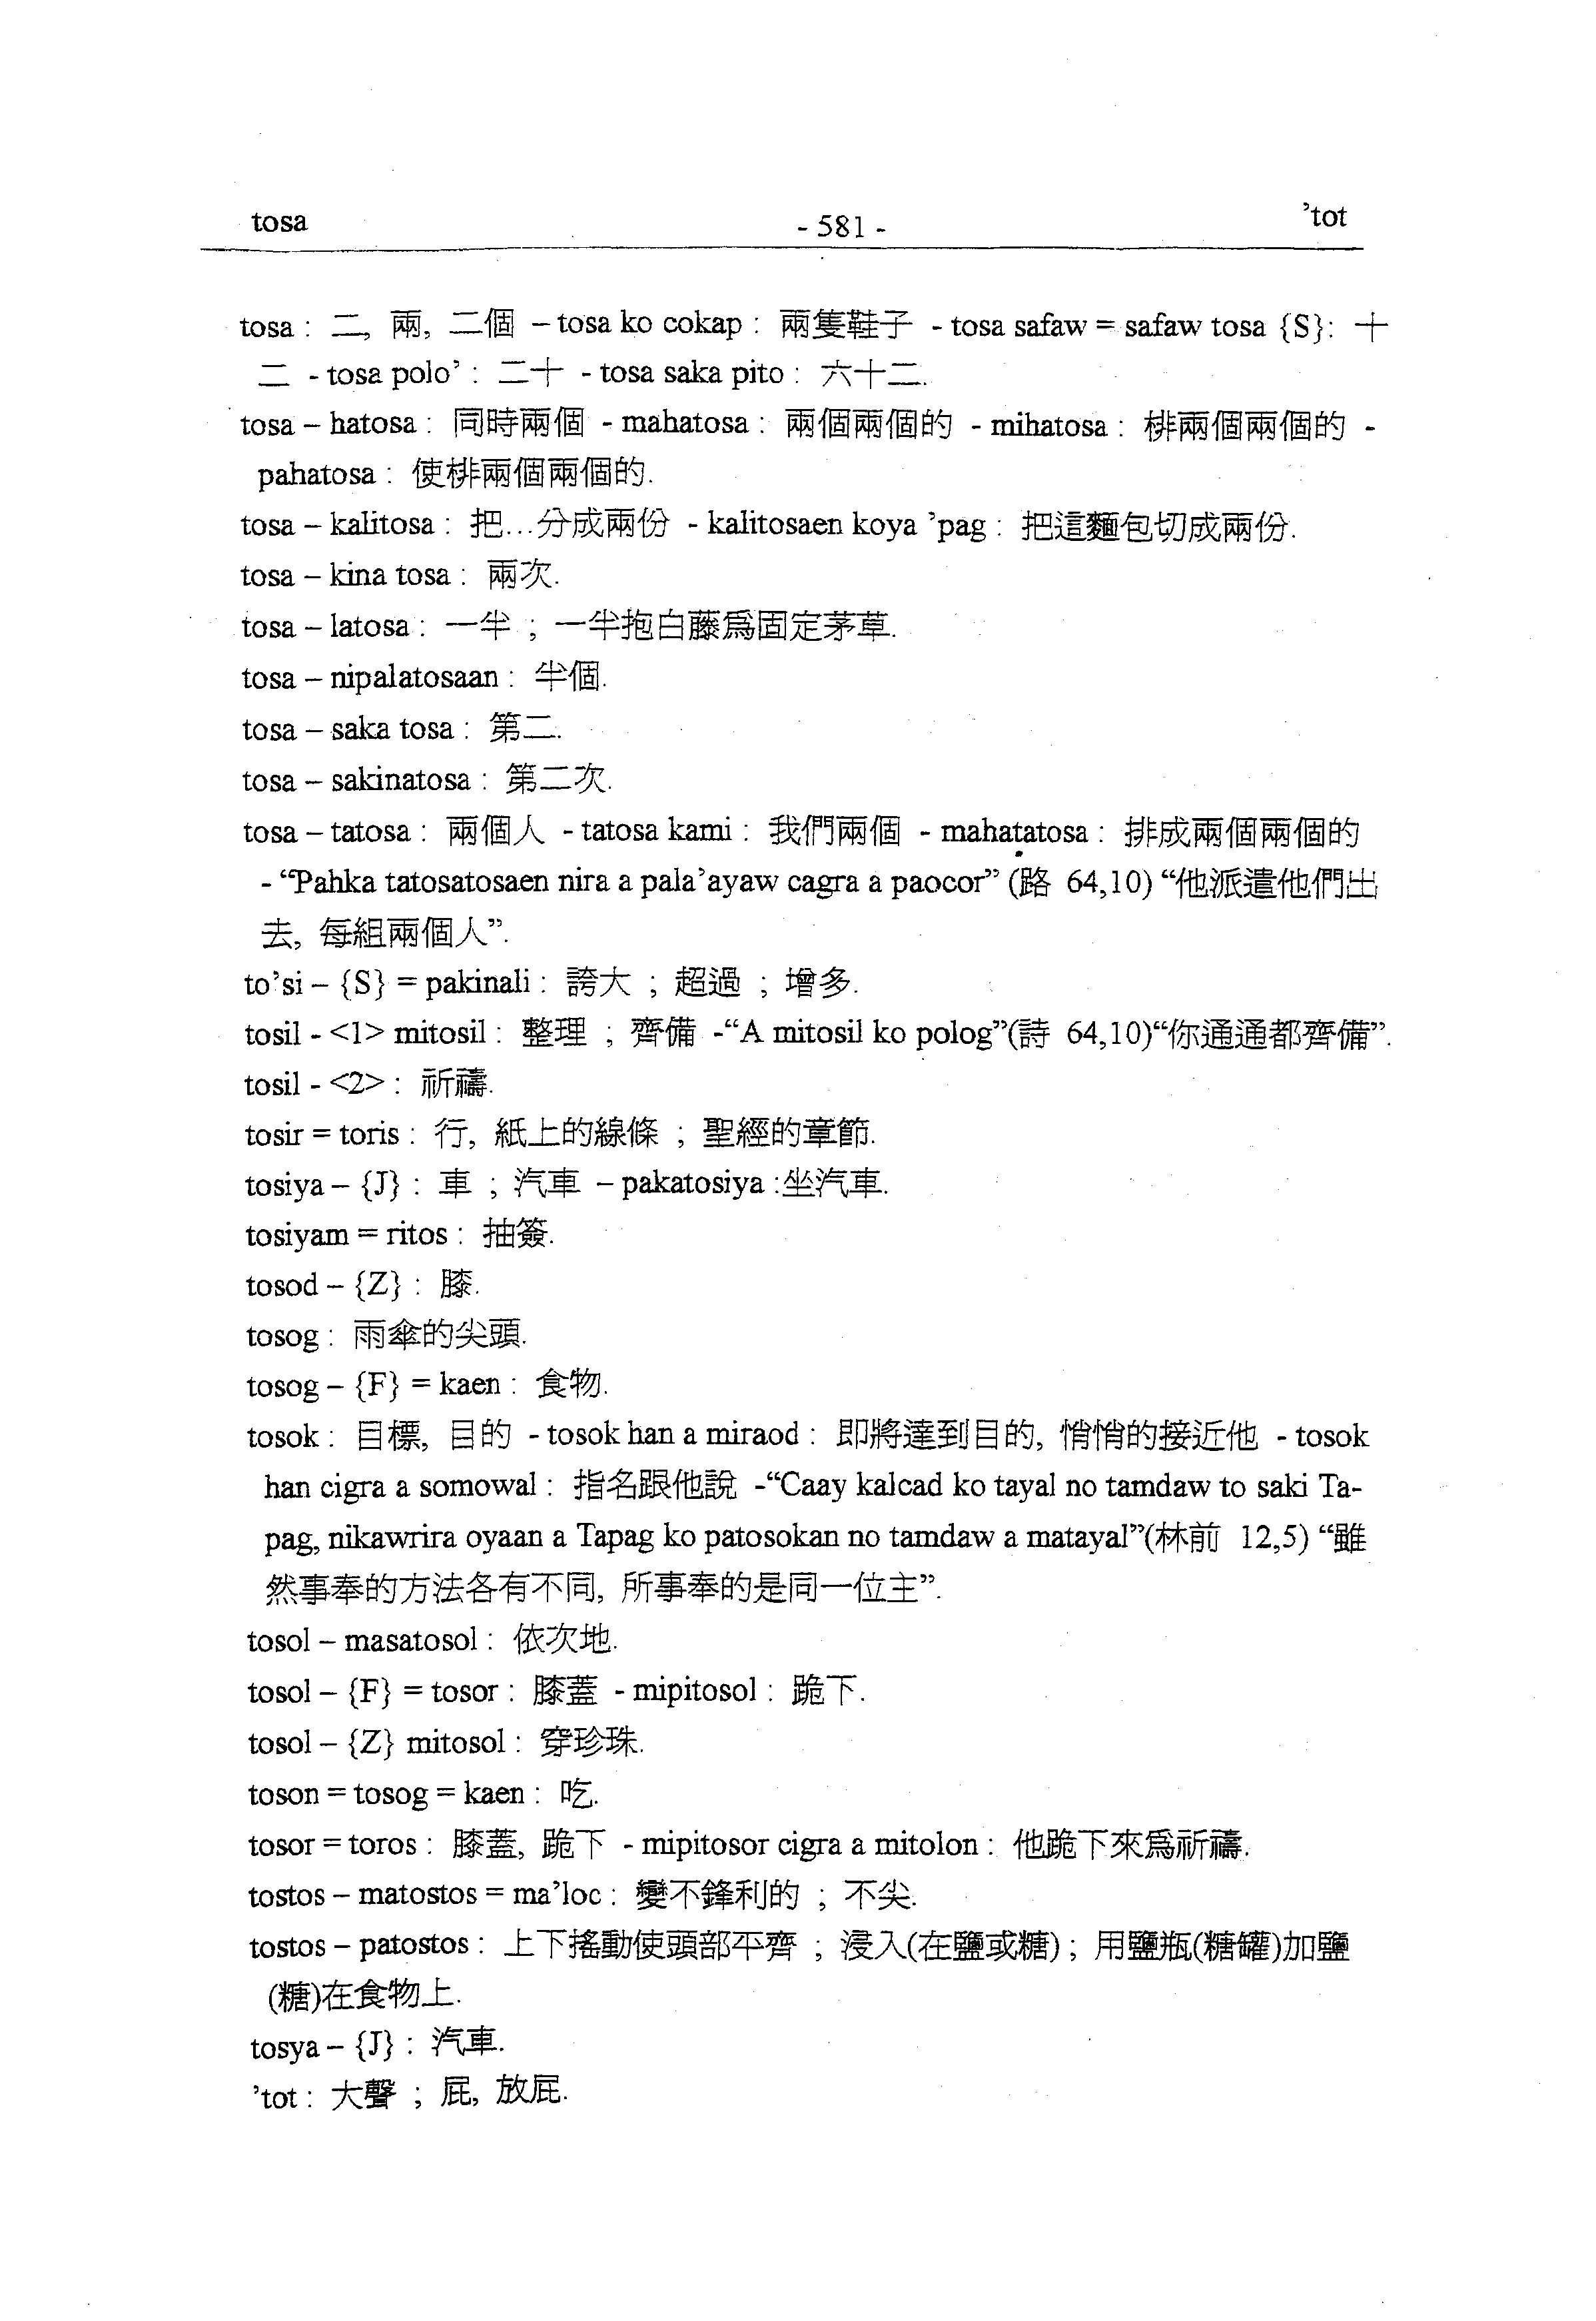 tosa
- 581 -
’tot
tosa : 二, 兩, 二個 – tosa ko cokap : 兩隻鞋子 - tosa safaw = safaw tosa {S}: 十
二 - tosa polo’ : 二十 - tosa saka pito : 六十二.
tosa – hatosa : 同時兩個 - mahatosa : 兩個兩個的 - mihatosa : 桳兩個兩個的 -
pahatosa : 使桳兩個兩個的.
tosa – kalitosa : 把...分成兩份 - kalitosaen koya ’pag : 把這麵包切成兩份.
tosa – kina tosa : 兩次.
tosa – latosa : 一半 ; 一半抱白藤爲固定茅草.
tosa – nipalatosaan : 半個.
tosa – saka tosa : 第二.
tosa – sakinatosa : 第二次.
tosa – tatosa : 兩個人 - tatosa kami : 我們兩個 - mahatatosa : 排成兩個兩個的
- “Pahka tatosatosaen nira a pala’ayaw cagra a paocor” (路 64,10) “他派遣他們出
去, 每組兩個人”.
to’si – {S} = pakinali : 誇大 ; 超過 ; 增多.
tosil - <1> mitosil : 整理 ; 齊備 -“A mitosil ko polog”(詩 64,10)“你通通都齊備”.
tosil - <2> : 祈禱.
tosir = toris : 行, 紙上的線條 ; 聖經的章節.
tosiya – {J} : 車 ; 汽車 – pakatosiya :坐汽車.
tosiyam = ritos : 抽簽.
tosod – {Z} : 膝.
tosog : 雨傘的尖頭.
tosog – {F} = kaen : 食物.
tosok : 目標, 目的 - tosok han a miraod : 即將達到目的, 悄悄的接近他 - tosok
han cigra a somowal : 指名跟他說 -“Caay kalcad ko tayal no tamdaw to saki Ta-
pag, nikawrira oyaan a Tapag ko patosokan no tamdaw a matayal”(林前 12,5) “雖
然事奉的方法各有不同, 所事奉的是同一位主”.
tosol – masatosol : 依次地.
tosol – {F} = tosor : 膝蓋 - mipitosol : 跪下.
tosol – {Z} mitosol : 穿珍珠.
toson = tosog = kaen : 吃.
tosor = toros : 膝蓋, 跪下 - mipitosor cigra a mitolon : 他跪下來爲祈禱.
tostos – matostos = ma’loc : 變不鋒利的 ; 不尖.
tostos – patostos : 上下搖動使頭部平齊 ; 浸入(在鹽或糖) ; 用鹽瓶(糖罐)加鹽
(糖)在食物上.
tosya – {J} : 汽車.
’tot : 大聲 ; 屁, 放屁.